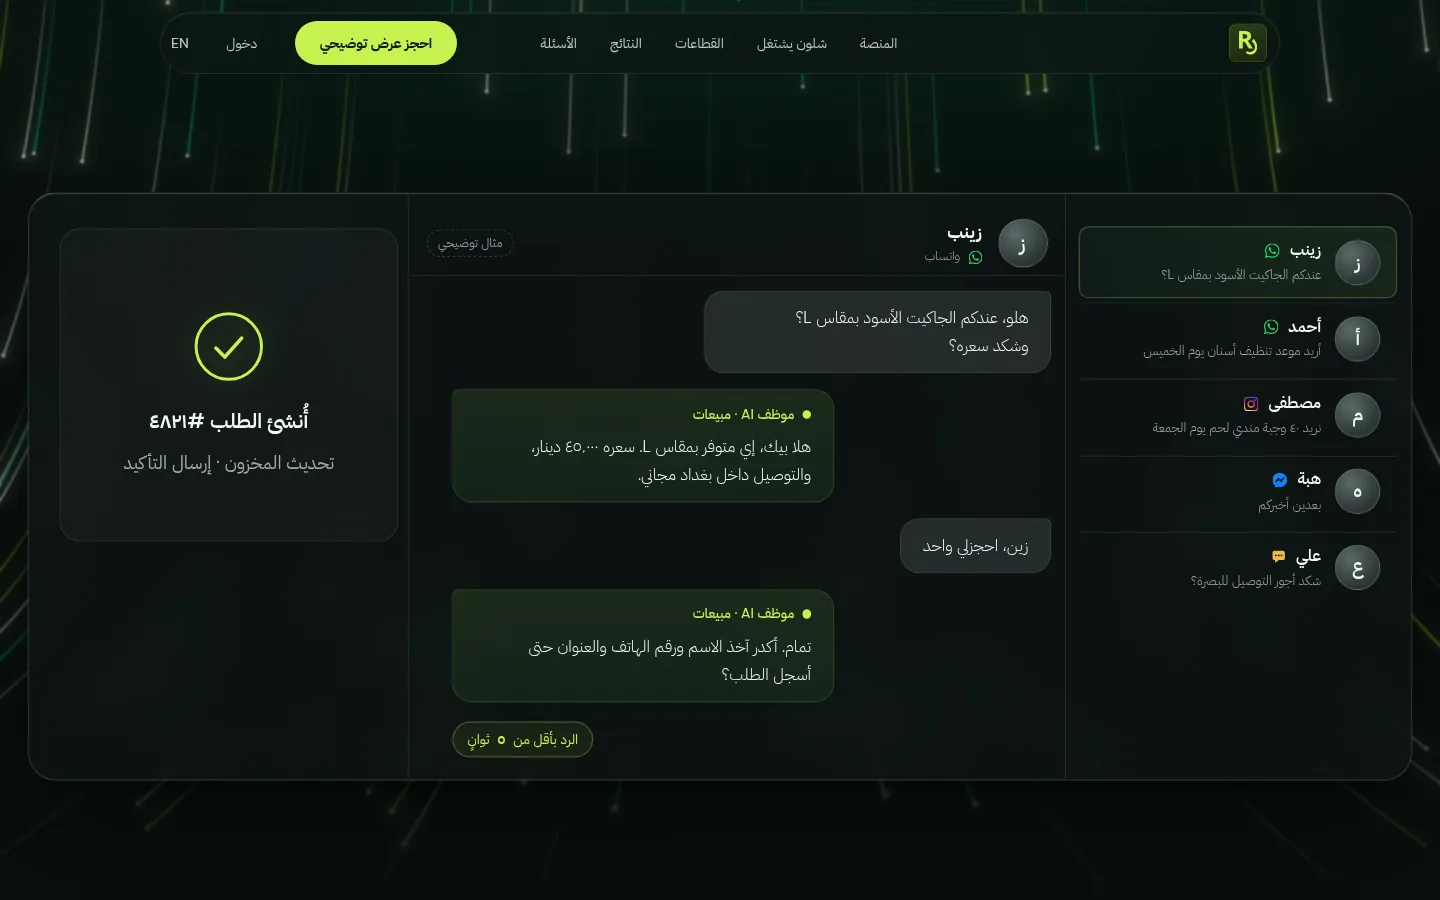 المنصة
شلون يشتغل
القطاعات
النتائج
الأسئلة
احجز عرض توضيحي
دخول
EN
زينب
عندكم الجاكيت الأسود بمقاس L؟
أحمد
أريد موعد تنظيف أسنان يوم الخميس
مصطفى
نريد ٤٠ وجبة مندي لحم يوم الجمعة
هبة
بعدين أخبركم
علي
شكد أجور التوصيل للبصرة؟
ز
أ
م
ه
ع
ز
زينب
واتساب
مثال توضيحي
هلو، عندكم الجاكيت الأسود بمقاس L؟
وشكد سعره؟
موظف AI · مبيعات
هلا بيك، إي متوفر بمقاس L. سعره ٤٥,٠٠٠ دينار،
والتوصيل داخل بغداد مجاني.
زين، احجزلي واحد
موظف AI · مبيعات
تمام. أكدر آخذ الاسم ورقم الهاتف والعنوان حتى
أسجل الطلب؟
الرد بأقل من ٥ ثوانٍ
أُنشئ الطلب #٤٨٢١
تحديث المخزون · إرسال التأكيد